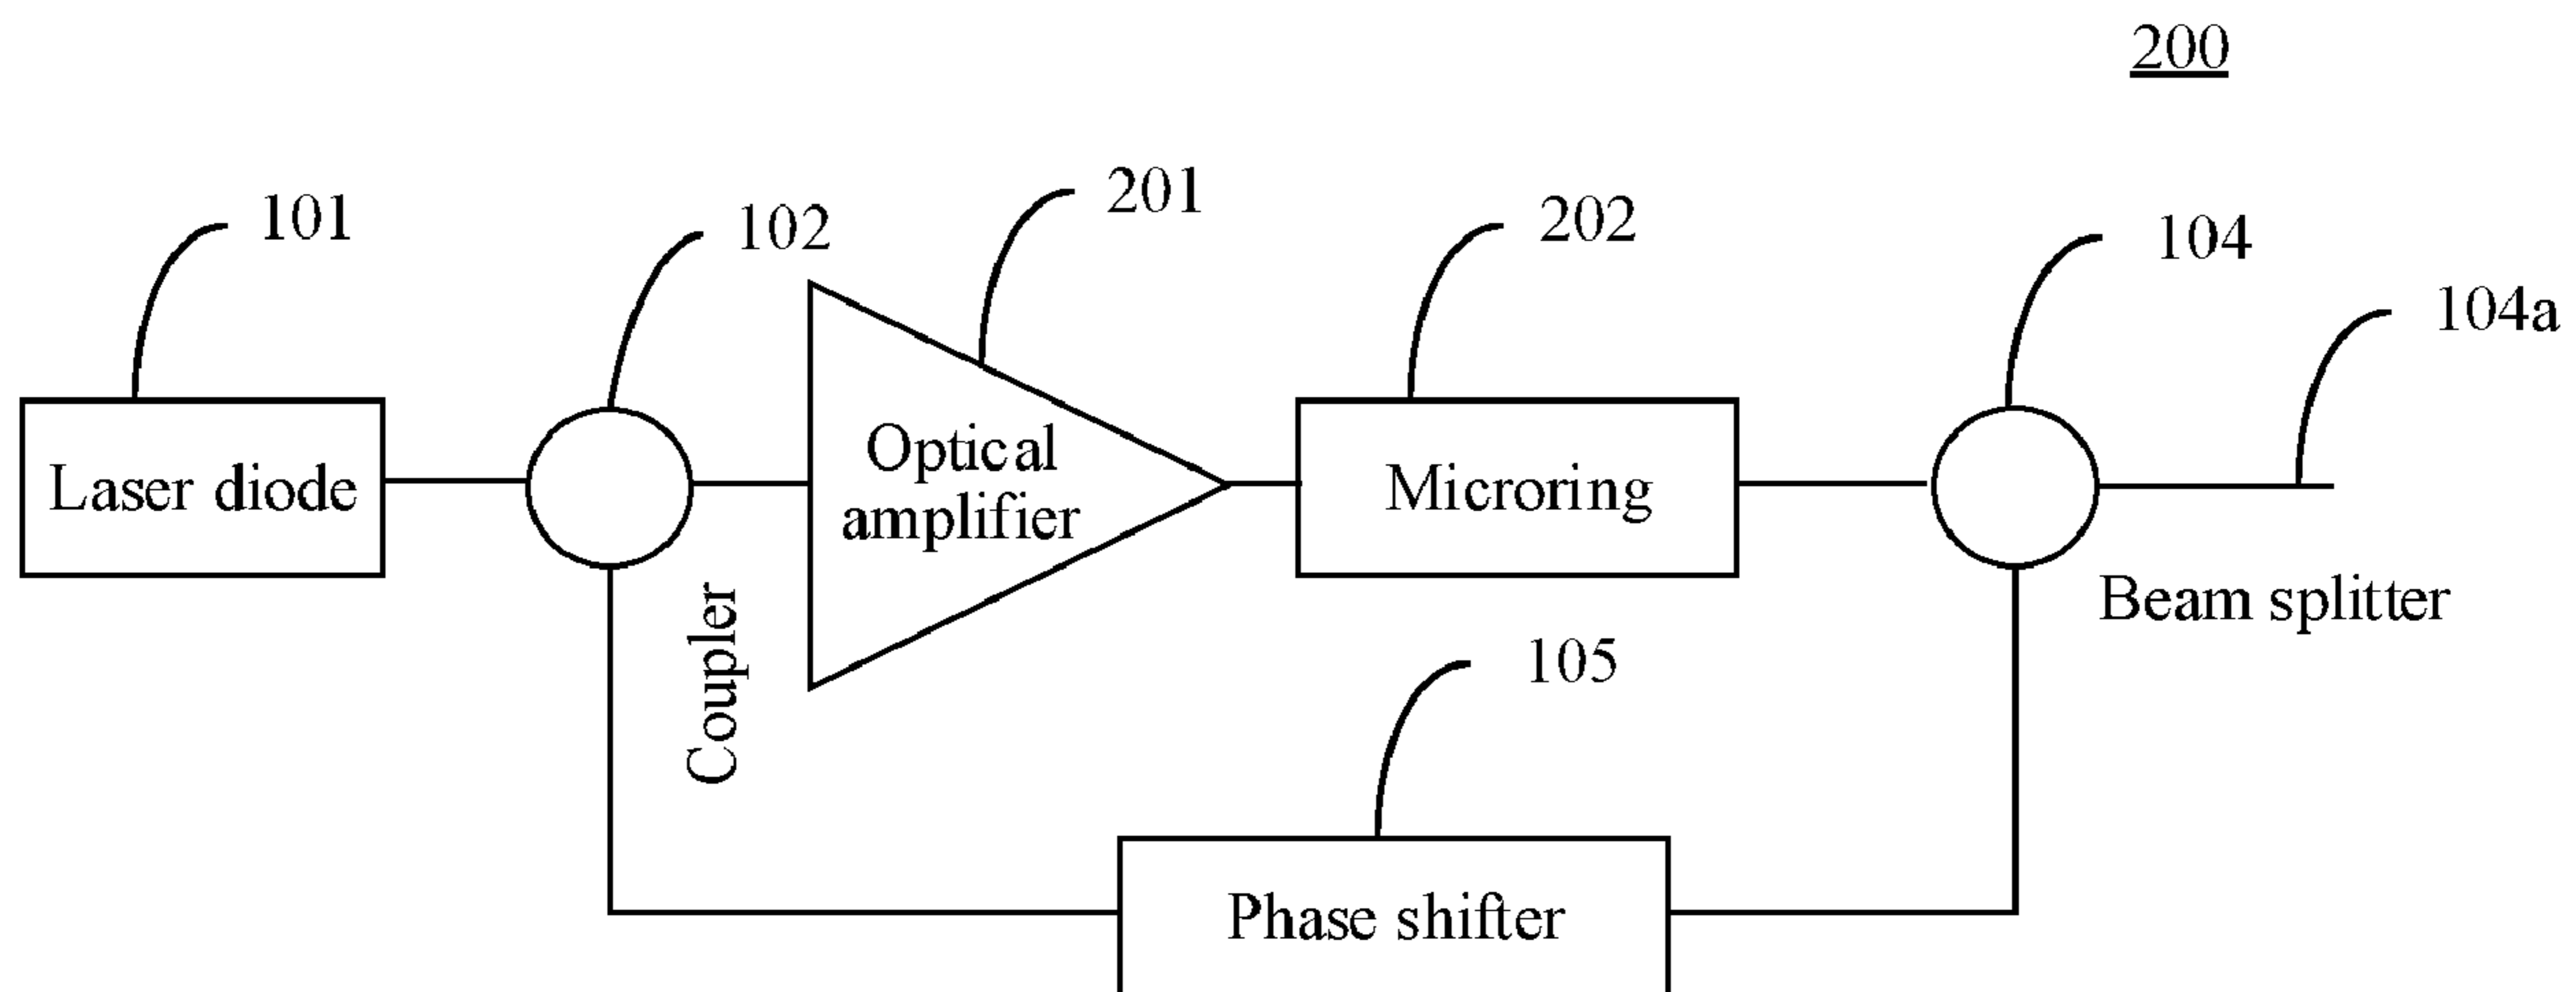 200
101
102
201
202
104
104a
Laser diode
Optical
amplifier
Microring
Coupler
Beam splitter
105
Phase shifter